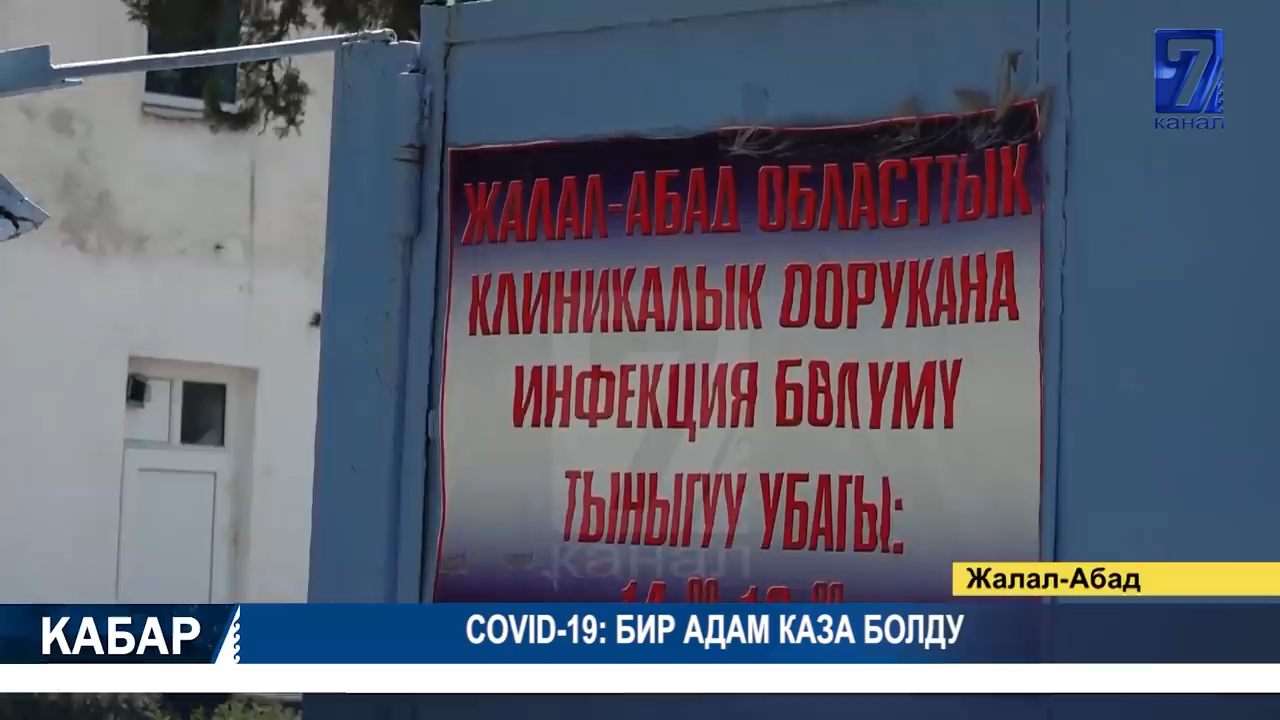 7
канал
ЖАЛАЛ-АБАД ОБЛАСТТЫК
КЛИНИКАЛЫК ООРУКАНА
ИНФЕКЦИЯ БӨЛҮМҮ
ТЫНЫГУУ УБАГЫ:
канал
Жалал-Абад
КАБАР
COVID-19: БИР АДАМ КАЗА БОЛДУ